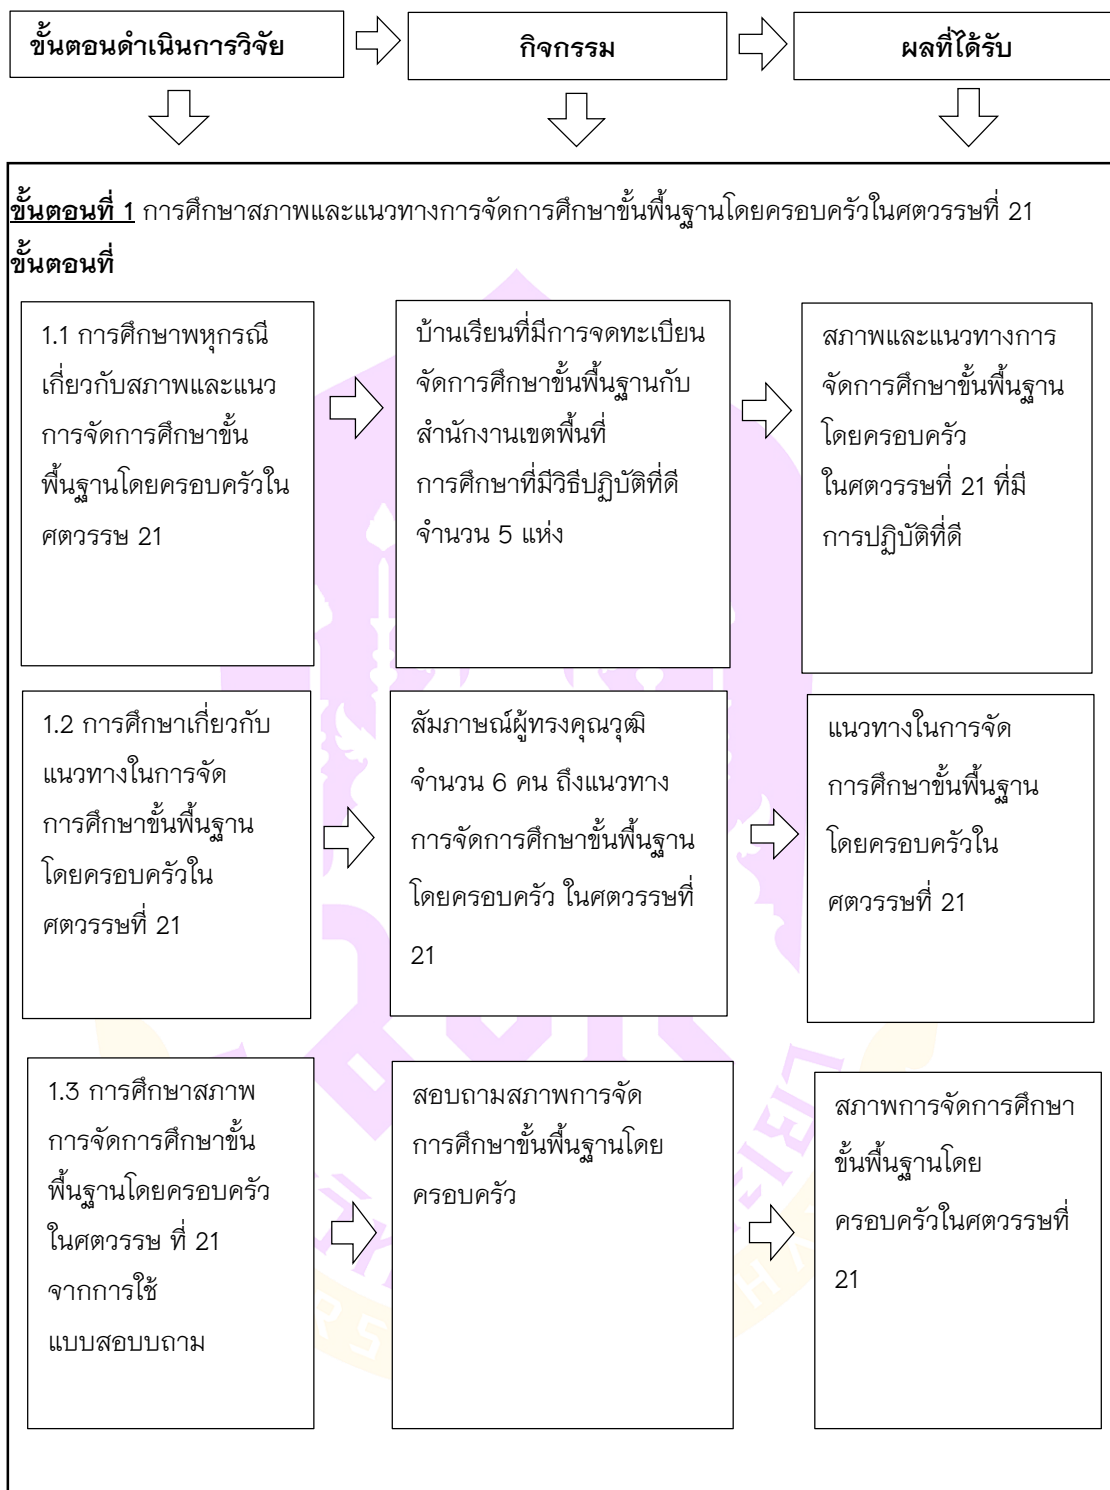 ขั้นตอนดำเนินการวิจัย
กิจกรรม
ผลที่ได้รับ
ขั้นตอนที่ 1 การศึกษาสภาพและแนวทางการจัดการศึกษาขั้นพื้นฐานโดยครอบครัวในศตวรรษที่ 21
ขั้นตอนที่
1.1 การศึกษาพหุกรณี
เกี่ยวกับสภาพและแนว
การจัดการศึกษาขั้น
พื้นฐานโดยครอบครัวใน
ศตวรรษ 21
บ้านเรียนที่มีการจดทะเบียน
จัดการศึกษาขั้นพื้นฐานกับ
สำนักงานเขตพื้นที่
การศึกษาที่มีวิธีปฏิบัติที่ดี
จำนวน 5 แห่ง
สภาพและแนวทางการ
จัดการศึกษาขั้นพื้นฐาน
โดยครอบครัว
ในศตวรรษที่ 21 ที่มี
การปฏิบัติที่ดี
1.2 การศึกษาเกี่ยวกับ
แนวทางในการจัด
การศึกษาขั้นพื้นฐาน
โดยครอบครัวใน
ศตวรรษที่ 21
สัมภาษณ์ผู้ทรงคุณวุฒิ
จำนวน 6 คน ถึงแนวทาง
การจัดการศึกษาขั้นพื้นฐาน
โดยครอบครัว ในศตวรรษที่
21
แนวทางในการจัด
การศึกษาขั้นพื้นฐาน
โดยครอบครัวใน
ศตวรรษที่ 21
1.3 การศึกษาสภาพ
การจัดการศึกษาขั้น
พื้นฐานโดยครอบครัว
ในศตวรรษ ที่ 21
จากการใช้
แบบสอบบถาม
สอบถามสภาพการจัด
การศึกษาขั้นพื้นฐานโดย
ครอบครัว
สภาพการจัดการศึกษา
ขั้นพื้นฐานโดย
ครอบครัวในศตวรรษที่
21